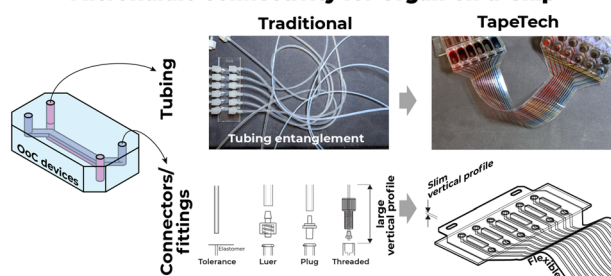 Traditional
TapeTech
Tubing
Tubing entanglement
OoC devices
Connectors/
fittings
large
vertical profile
Slim
vertical profile
Elastomer
Tolerance
Luer
Plug
Threaded
Flexible